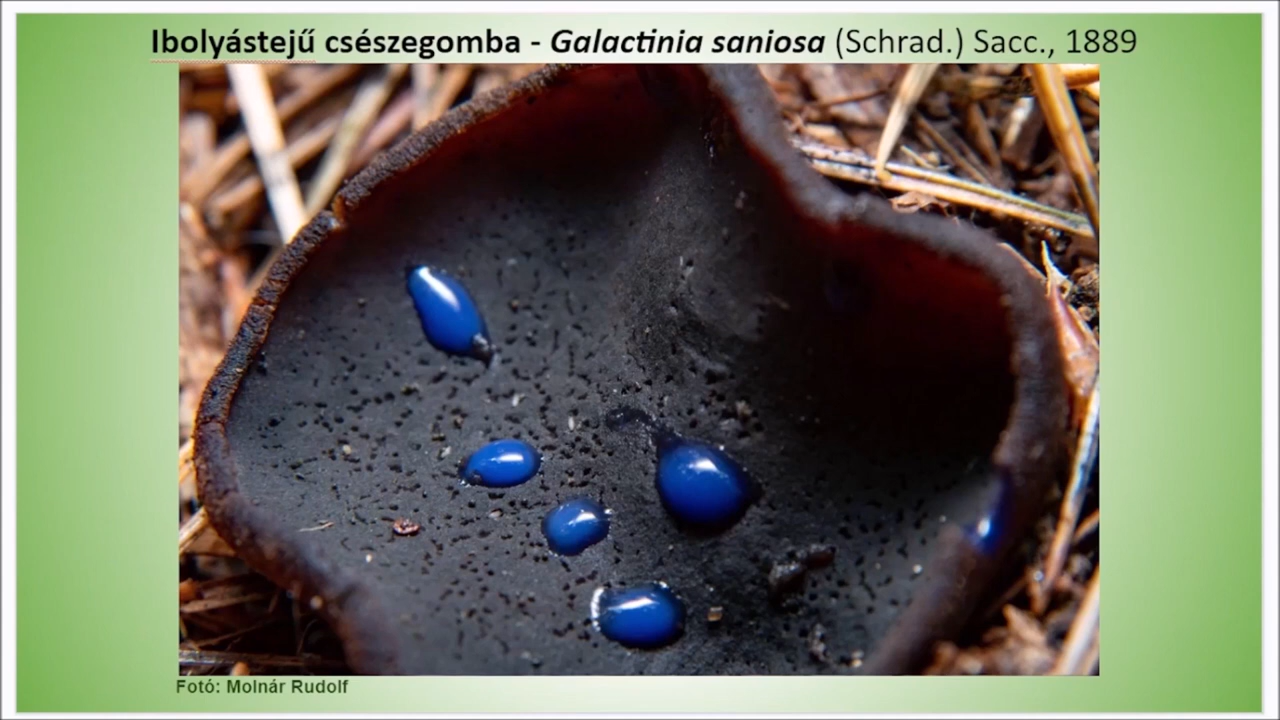 Ibolyástejű csészegomba - Galactinia saniosa (Schrad.) Sacc., 1889
Fotó: Molnár Rudolf